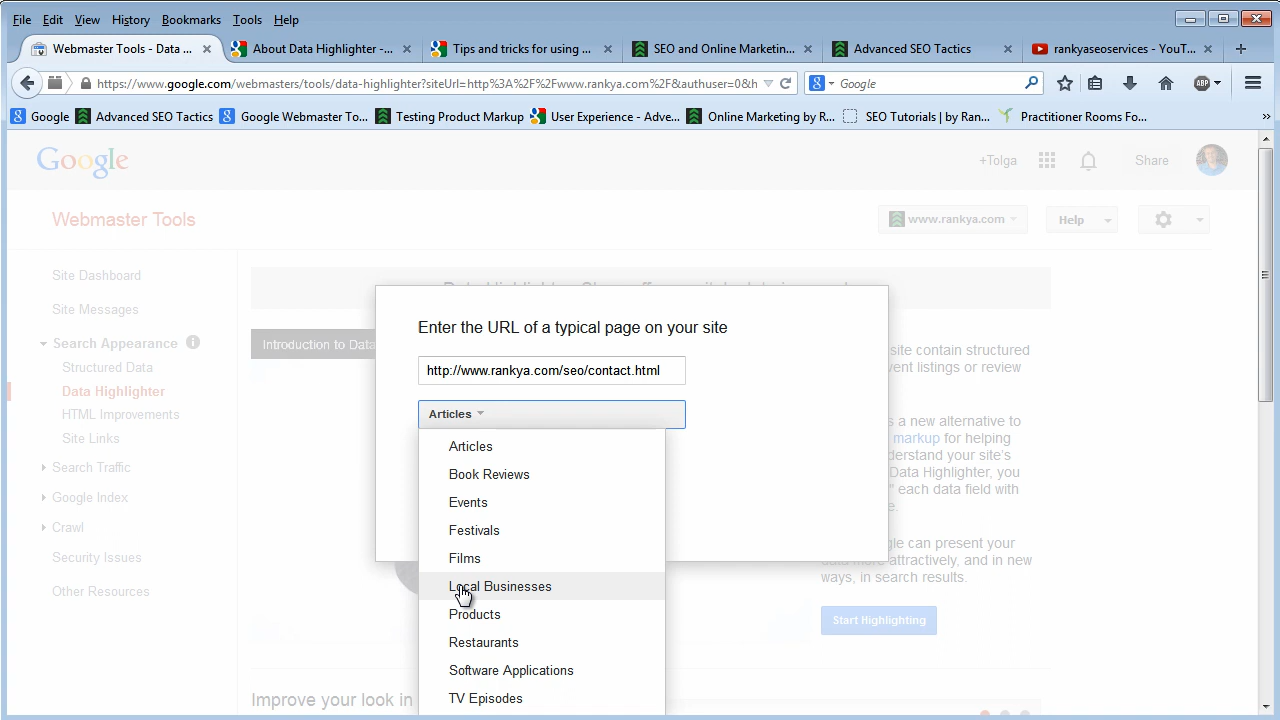 File Edit View History Bookmarks Tools Help
Webmaster Tools - Data ... × About Data Highlighter -... × Tips and tricks for using ... × SEO and OnlineMarketin... × Advanced SEO Tactics × rankyaseoservices - YouT... ×
https://www.google.com/webmasters/tools/data-highlighter?siteUrl=http%3A%2F%2Fwww.rankya.com%2F&authuser=0&h Google ABP
Google Advanced SEO Tactics Google Webmaster To... Testing Product Markup User Experience - Adve... Online Marketing by R... SEO Tutorials | by Ran... Practitioner Rooms Fo... »
Google +Tolga Share
Webmaster Tools www.rankya.com Help
Site Dashboard
Site Messages
Search Appearance i
Structured Data
Data Highlighter
HTML Improvements
Site Links
Search Traffic
Google Index
Crawl
Security Issues
Other Resources
Introduction to Data
Enter the URL of a typical page on your site
http://www.rankya.com/seo/contact.html
Articles
Articles
Book Reviews
Events
Festivals
Films
Local Businesses
Products
Restaurants
Software Applications
TV Episodes
site contain structured
vent listings or review
s a new alternative to
markup for helping
derstand your site's
Data Highlighter, you
" each data field with
e.
gle can present your
data more attractively, and in new
ways, in search results.
Start Highlighting
Improve your look in